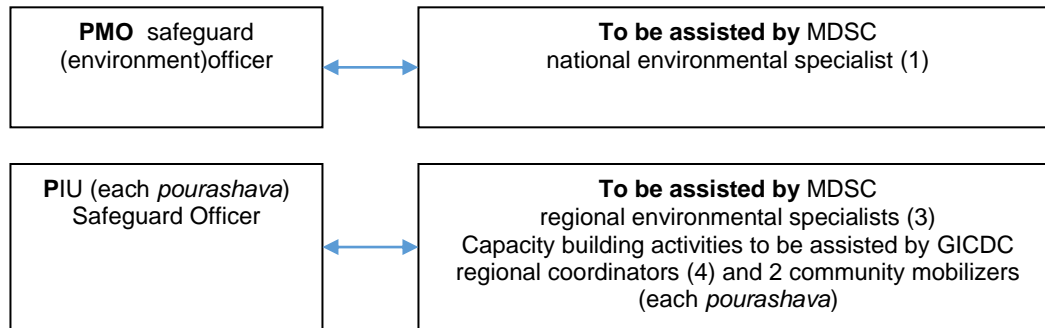 PMO safeguard
(environment)officer
To be assisted by MDSC
national environmental specialist (1)
PIU (each pourashava)
Safeguard Officer
To be assisted by MDSC
regional environmental specialists (3)
Capacity building activities to be assisted by GICDC
regional coordinators (4) and 2 community mobilizers
(each pourashava)